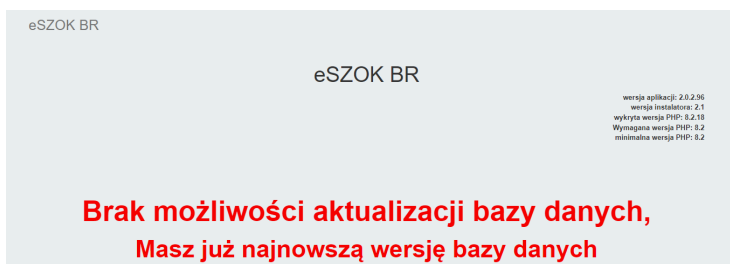 eSZOK BR
eSZOK BR
wersja aplikacji: 2.0.2.96
wersja instalatora: 2.1
wykryta wersja PHP: 8.2.18
Wymagana wersja PHP: 8.2
minimalna wersja PHP: 8.2
Brak możliwości aktualizacji bazy danych,
Masz już najnowszą wersję bazy danych